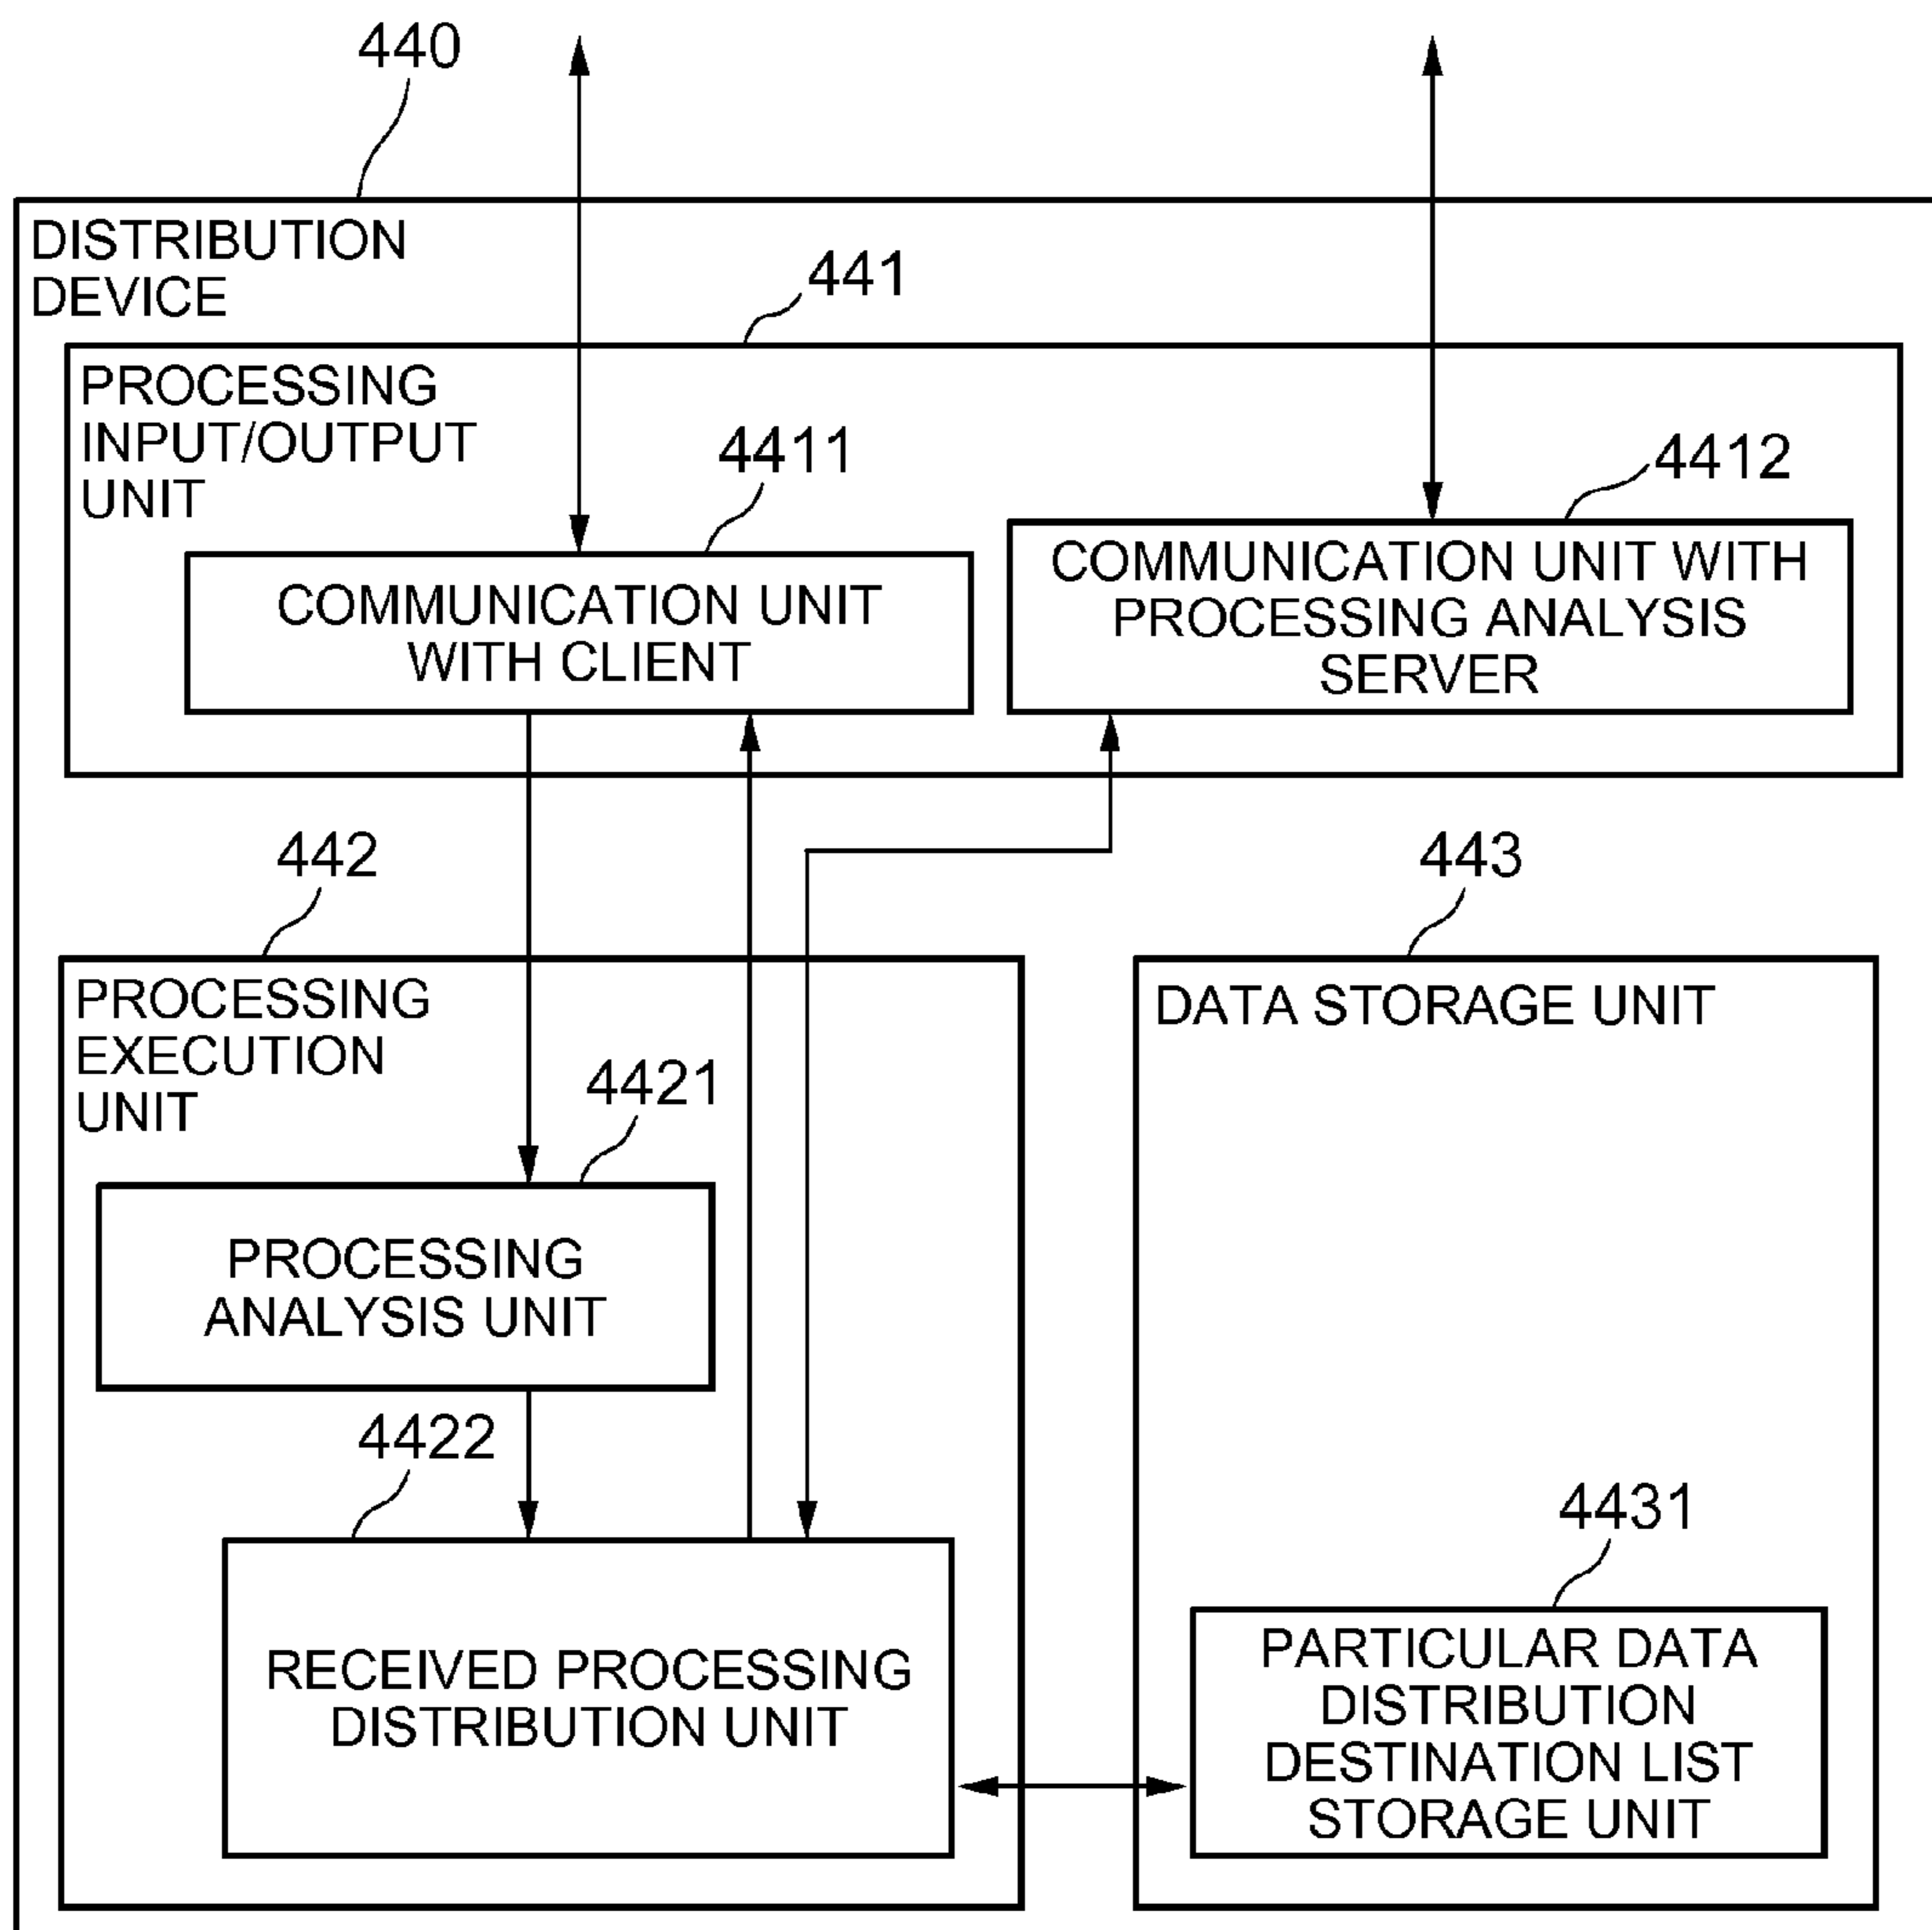 440
DISTRIBUTION
DEVICE
441
PROCESSING
INPUT/OUTPUT
UNIT
4411
4412
COMMUNICATION UNIT
WITH CLIENT
COMMUNICATION UNIT WITH
PROCESSING ANALYSIS
SERVER
442
443
PROCESSING
EXECUTION
UNIT
DATA STORAGE UNIT
4421
PROCESSING
ANALYSIS UNIT
4422
RECEIVED PROCESSING
DISTRIBUTION UNIT
4431
PARTICULAR DATA
DISTRIBUTION
DESTINATION LIST
STORAGE UNIT